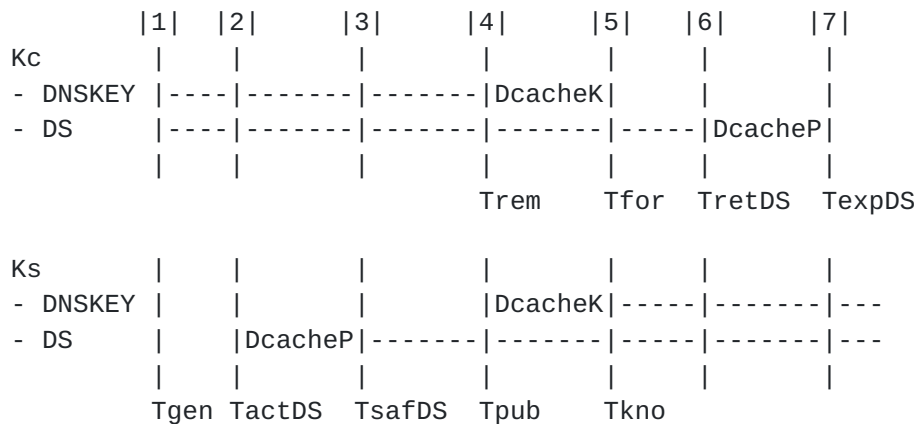 |1|  |2|     |3|     |4|     |5|   |6|     |7|
Kc       |    |       |       |       |     |       |
- DNSKEY |----|-------|-------|DcacheK|     |       |
- DS     |----|-------|-------|-------|-----|DcacheP|
         |    |       |       |       |     |       |
                              Trem    Tfor  TretDS  TexpDS
Ks       |    |       |       |       |     |       |
- DNSKEY |    |       |       |DcacheK|-----|-------|---
- DS     |    |DcacheP|-------|-------|-----|-------|---
         |    |       |       |       |     |       |
         Tgen TactDS  TsafDS  Tpub    Tkno